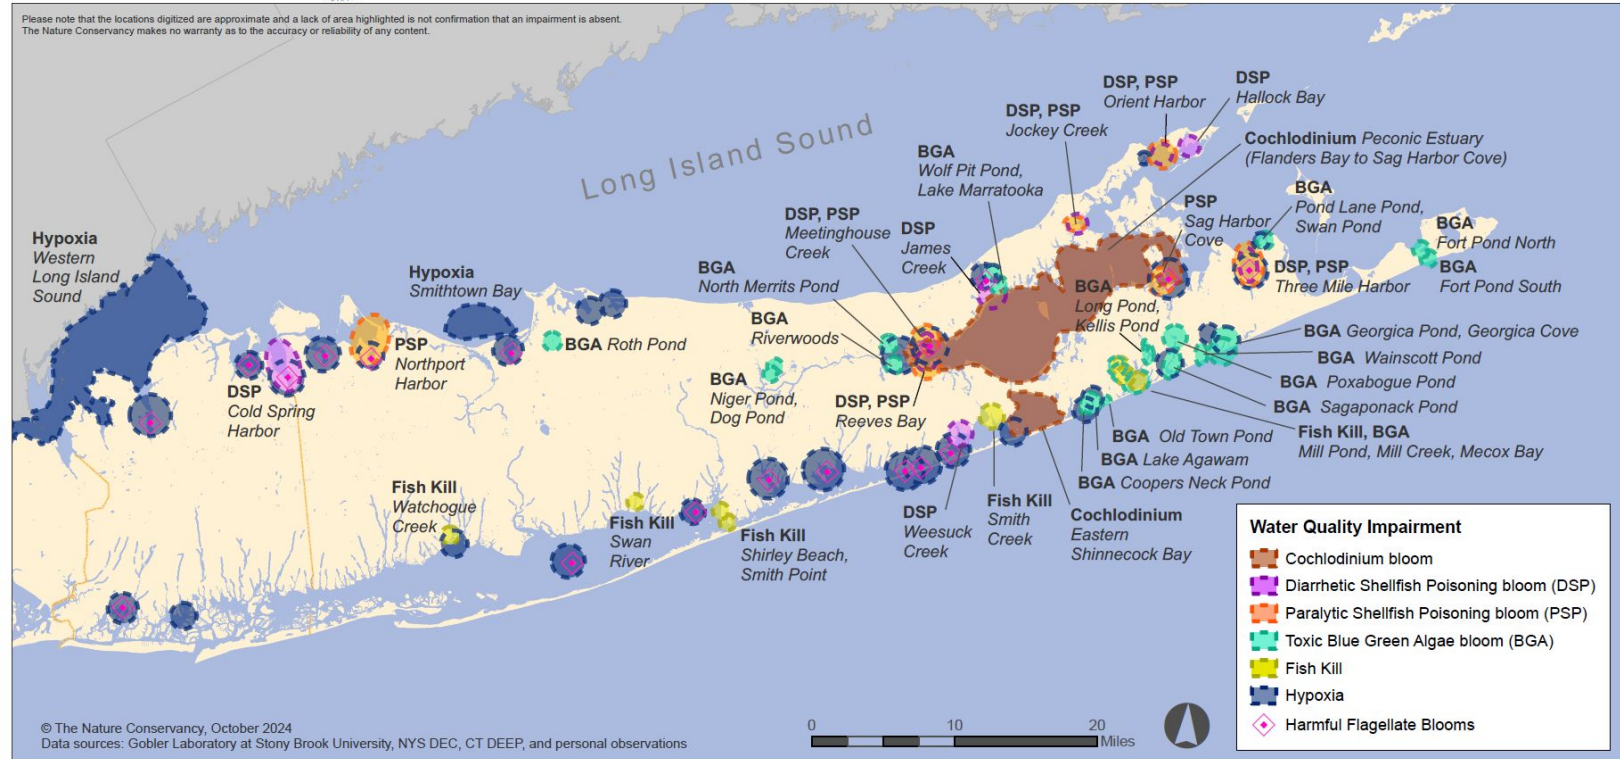 Please note that the locations digitized are approximate and a lack of area highlighted is not confirmation that an impairment is absent.
The Nature Conservancy makes no warranty as to the accuracy or reliability of any content.
Long Island Sound
Hypoxia
Western
Long Island
Sound
Hypoxia
Smithtown Bay
DSP
Cold Spring
Harbor
PSP
Northport
Harbor
BGA Roth Pond
BGA
North Merrits Pond
BGA
Riverwoods
BGA
Niger Pond,
Dog Pond
DSP, PSP
Meetinghouse
Creek
DSP
James
Creek
BGA
Wolf Pit Pond,
Lake Marratooka
DSP, PSP
Jockey Creek
DSP, PSP
Orient Harbor
DSP
Hallock Bay
Cochlodinium Peconic Estuary
(Flanders Bay to Sag Harbor Cove)
PSP
Sag Harbor
Cove
BGA
Pond Lane Pond,
Swan Pond
BGA
Fort Pond North
BGA
Fort Pond South
DSP, PSP
Three Mile Harbor
BGA
Long Pond,
Kellis Pond
BGA Georgica Pond, Georgica Cove
BGA Wainscott Pond
BGA Poxabogue Pond
BGA Sagaponack Pond
Fish Kill, BGA
Mill Pond, Mill Creek, Mecox Bay
BGA Old Town Pond
BGA Lake Agawam
BGA Coopers Neck Pond
DSP, PSP
Reeves Bay
DSP
Weesuck
Creek
Fish Kill
Smith
Creek
Cochlodinium
Eastern
Shinnecock Bay
Fish Kill
Watchogue
Creek
Fish Kill
Swan
River
Fish Kill
Shirley Beach,
Smith Point
Water Quality Impairment
Cochlodinium bloom
Diarrhetic Shellfish Poisoning bloom (DSP)
Paralytic Shellfish Poisoning bloom (PSP)
Toxic Blue Green Algae bloom (BGA)
Fish Kill
Hypoxia
Harmful Flagellate Blooms
0 10 20
Miles
© The Nature Conservancy, October 2024
Data sources: Gobler Laboratory at Stony Brook University, NYS DEC, CT DEEP, and personal observations